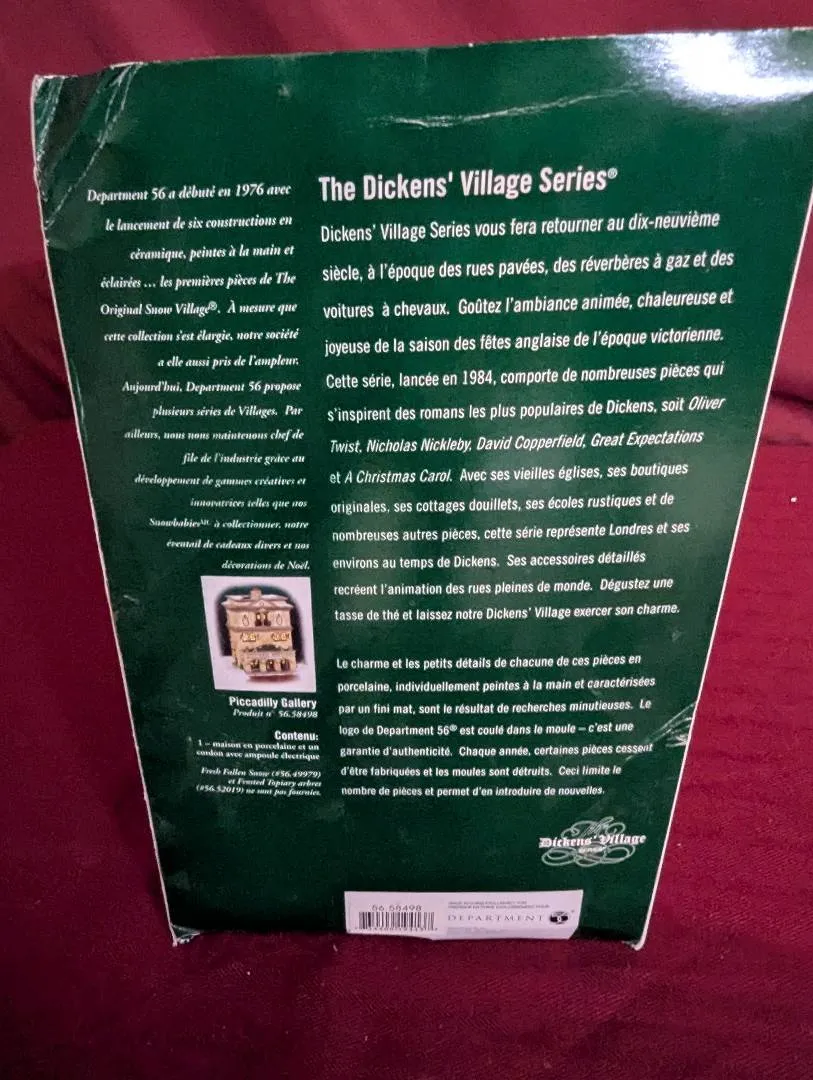 Department 56 a débuté en 1976 avec
le lancement de six constructions en
céramique, peintes à la main et
éclairées ... les premières pièces de The
Original Snow Village®. À mesure que
cette collection s'est élargie, notre société
a elle aussi pris de l'ampleur.
Aujourd'hui, Department 56 propose
plusieurs séries de Villages. Par
ailleurs, nous nous maintenons chef de
file de l'industrie grâce au
développement de gammes créatives et
innovatrices telles que nos
Snowbabies à collectionner, notre
éventail de cadeaux divers et nos
décorations de Noël.
Piccadilly Gallery
Produit n° 56.58498
Contenu:
1 – maison en porcelaine et un
cordon avec ampoule électrique
Fresh Fallen Snow (#56.49979)
et Frosted Topiary arbres
(#56.52019) ne sont pas fournies.
The Dickens' Village Series®
Dickens' Village Series vous fera retourner au dix-neuvième
siècle, à l'époque des rues pavées, des réverbères à gaz et des
voitures à chevaux. Goûtez l'ambiance animée, chaleureuse et
joyeuse de la saison des fêtes anglaise de l'époque victorienne.
Cette série, lancée en 1984, comporte de nombreuses pièces qui
s'inspirent des romans les plus populaires de Dickens, soit Oliver
Twist, Nicholas Nickleby, David Copperfield, Great Expectations
et A Christmas Carol. Avec ses vieilles églises, ses boutiques
originales, ses cottages douillets, ses écoles rustiques et de
nombreuses autres pièces, cette série représente Londres et ses
environs au temps de Dickens. Ses accessoires détaillés
recréent l'animation des rues pleines de monde. Dégustez une
tasse de thé et laissez notre Dickens' Village exercer son charme.
Le charme et les petits détails de chacune de ces pièces en
porcelaine, individuellement peintes à la main et caractérisées
par un fini mat, sont le résultat de recherches minutieuses. Le
logo de Department 56® est coulé dans le moule – c'est une
garantie d'authenticité. Chaque année, certaines pièces cessent
d'être fabriquées et les moules sont détruits. Ceci limite le
nombre de pièces et permet d'en introduire de nouvelles.
The
Dickens' Village
56.58498
DEPARTMENT 56